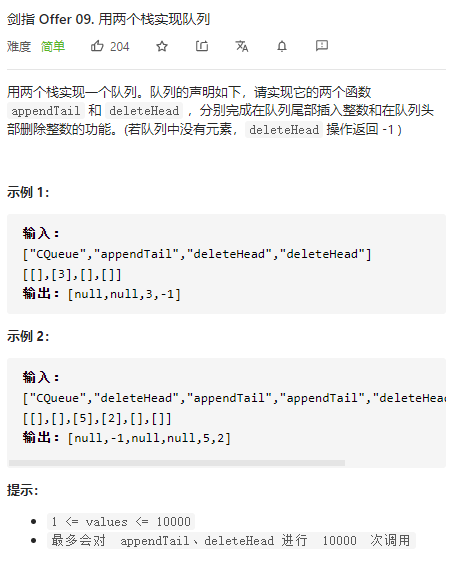 剑指 Offer 09. 用两个栈实现队列
难度 简单 204
用两个栈实现一个队列。队列的声明如下，请实现它的两个函数
appendTail 和 deleteHead ，分别完成在队列尾部插入整数和在队列头
部删除整数的功能。(若队列中没有元素，deleteHead 操作返回 -1 )
示例 1：
输入：
["CQueue","appendTail","deleteHead","deleteHead"]
[[],[3],[],[]]
输出：[null,null,3,-1]
示例 2：
输入：
["CQueue","deleteHead","appendTail","appendTail","deleteHead
[[],[],[5],[2],[],[]]
输出：[null,-1,null,null,5,2]
提示：
1 <= values <= 10000
最多会对 appendTail、deleteHead 进行 10000 次调用